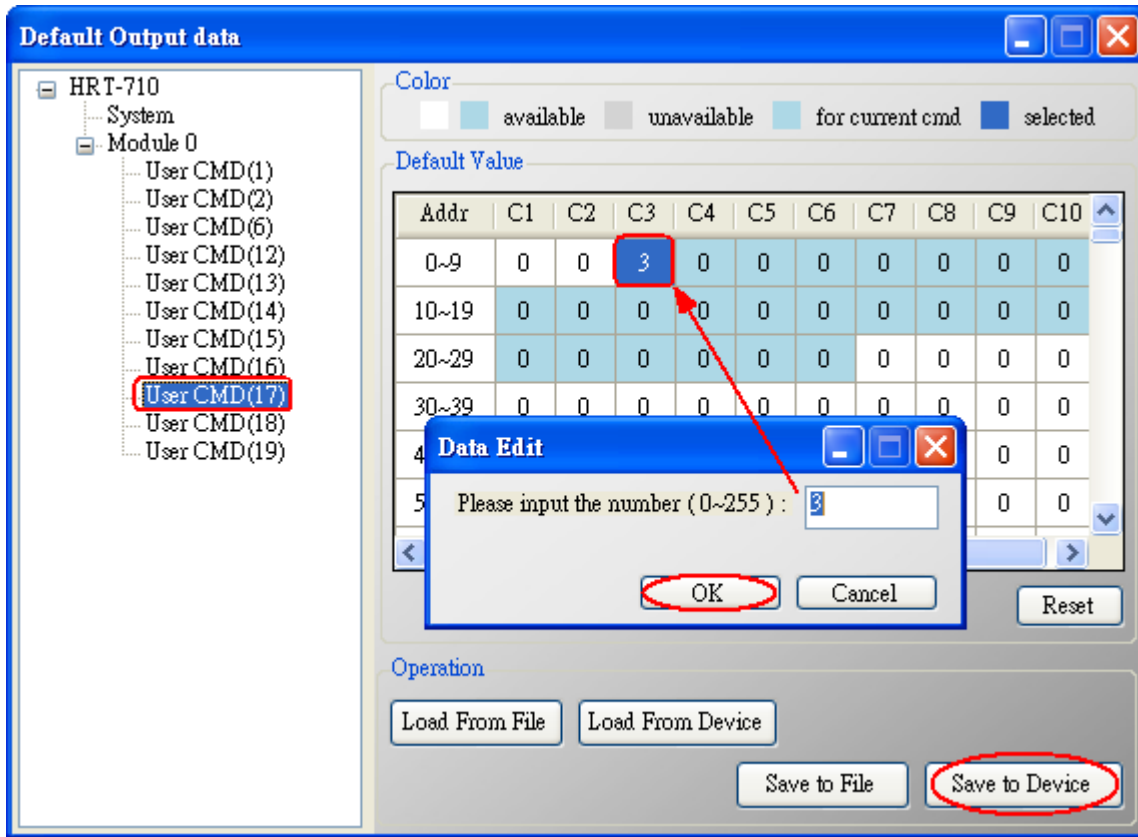 Default Output data
HRT-710
System
Module 0
User CMD(1)
User CMD(2)
User CMD(6)
User CMD(12)
User CMD(13)
User CMD(14)
User CMD(15)
User CMD(16)
User CMD(17)
User CMD(18)
User CMD(19)
Color
available unavailable for current cmd selected
Default Value
Addr C1 C2 C3 C4 C5 C6 C7 C8 C9 C10
0~9 0 0 3 0 0 0 0 0 0 0
10~19 0 0 0 0 0 0 0 0 0 0
20~29 0 0 0 0 0 0 0 0 0 0
30~39 0 0 0 0 0 0 0 0 0 0
4 0 0
5 0 0
Data Edit
Please input the number ( 0~255 ) : 3
OK Cancel
Reset
Operation
Load From File Load From Device
Save to File Save to Device